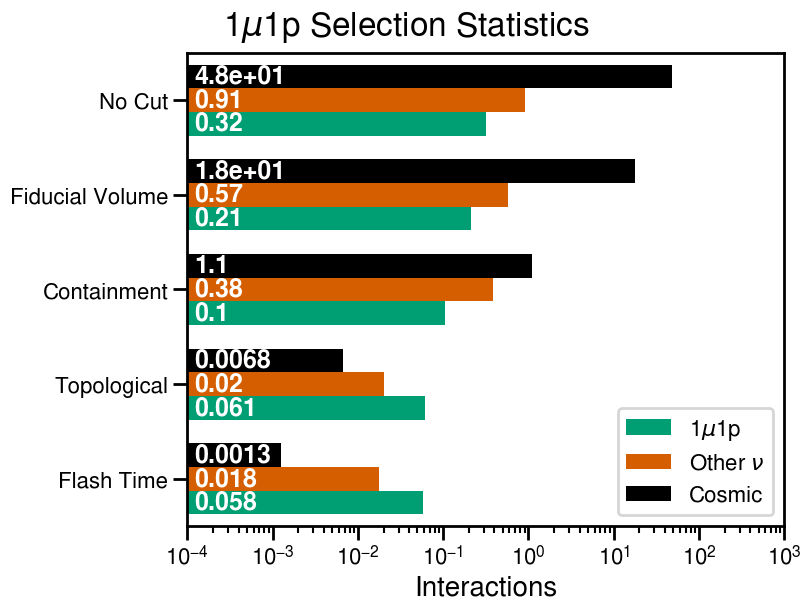 1μ1p Selection Statistics
No Cut
4.8e+01
0.91
0.32
Fiducial Volume
1.8e+01
0.57
0.21
Containment
1.1
0.38
0.1
Topological
0.0068
0.02
0.061
Flash Time
0.0013
0.018
0.058
1μ1p
Other ν
Cosmic
10⁻⁴ 10⁻³ 10⁻² 10⁻¹ 10⁰ 10¹ 10² 10³
Interactions